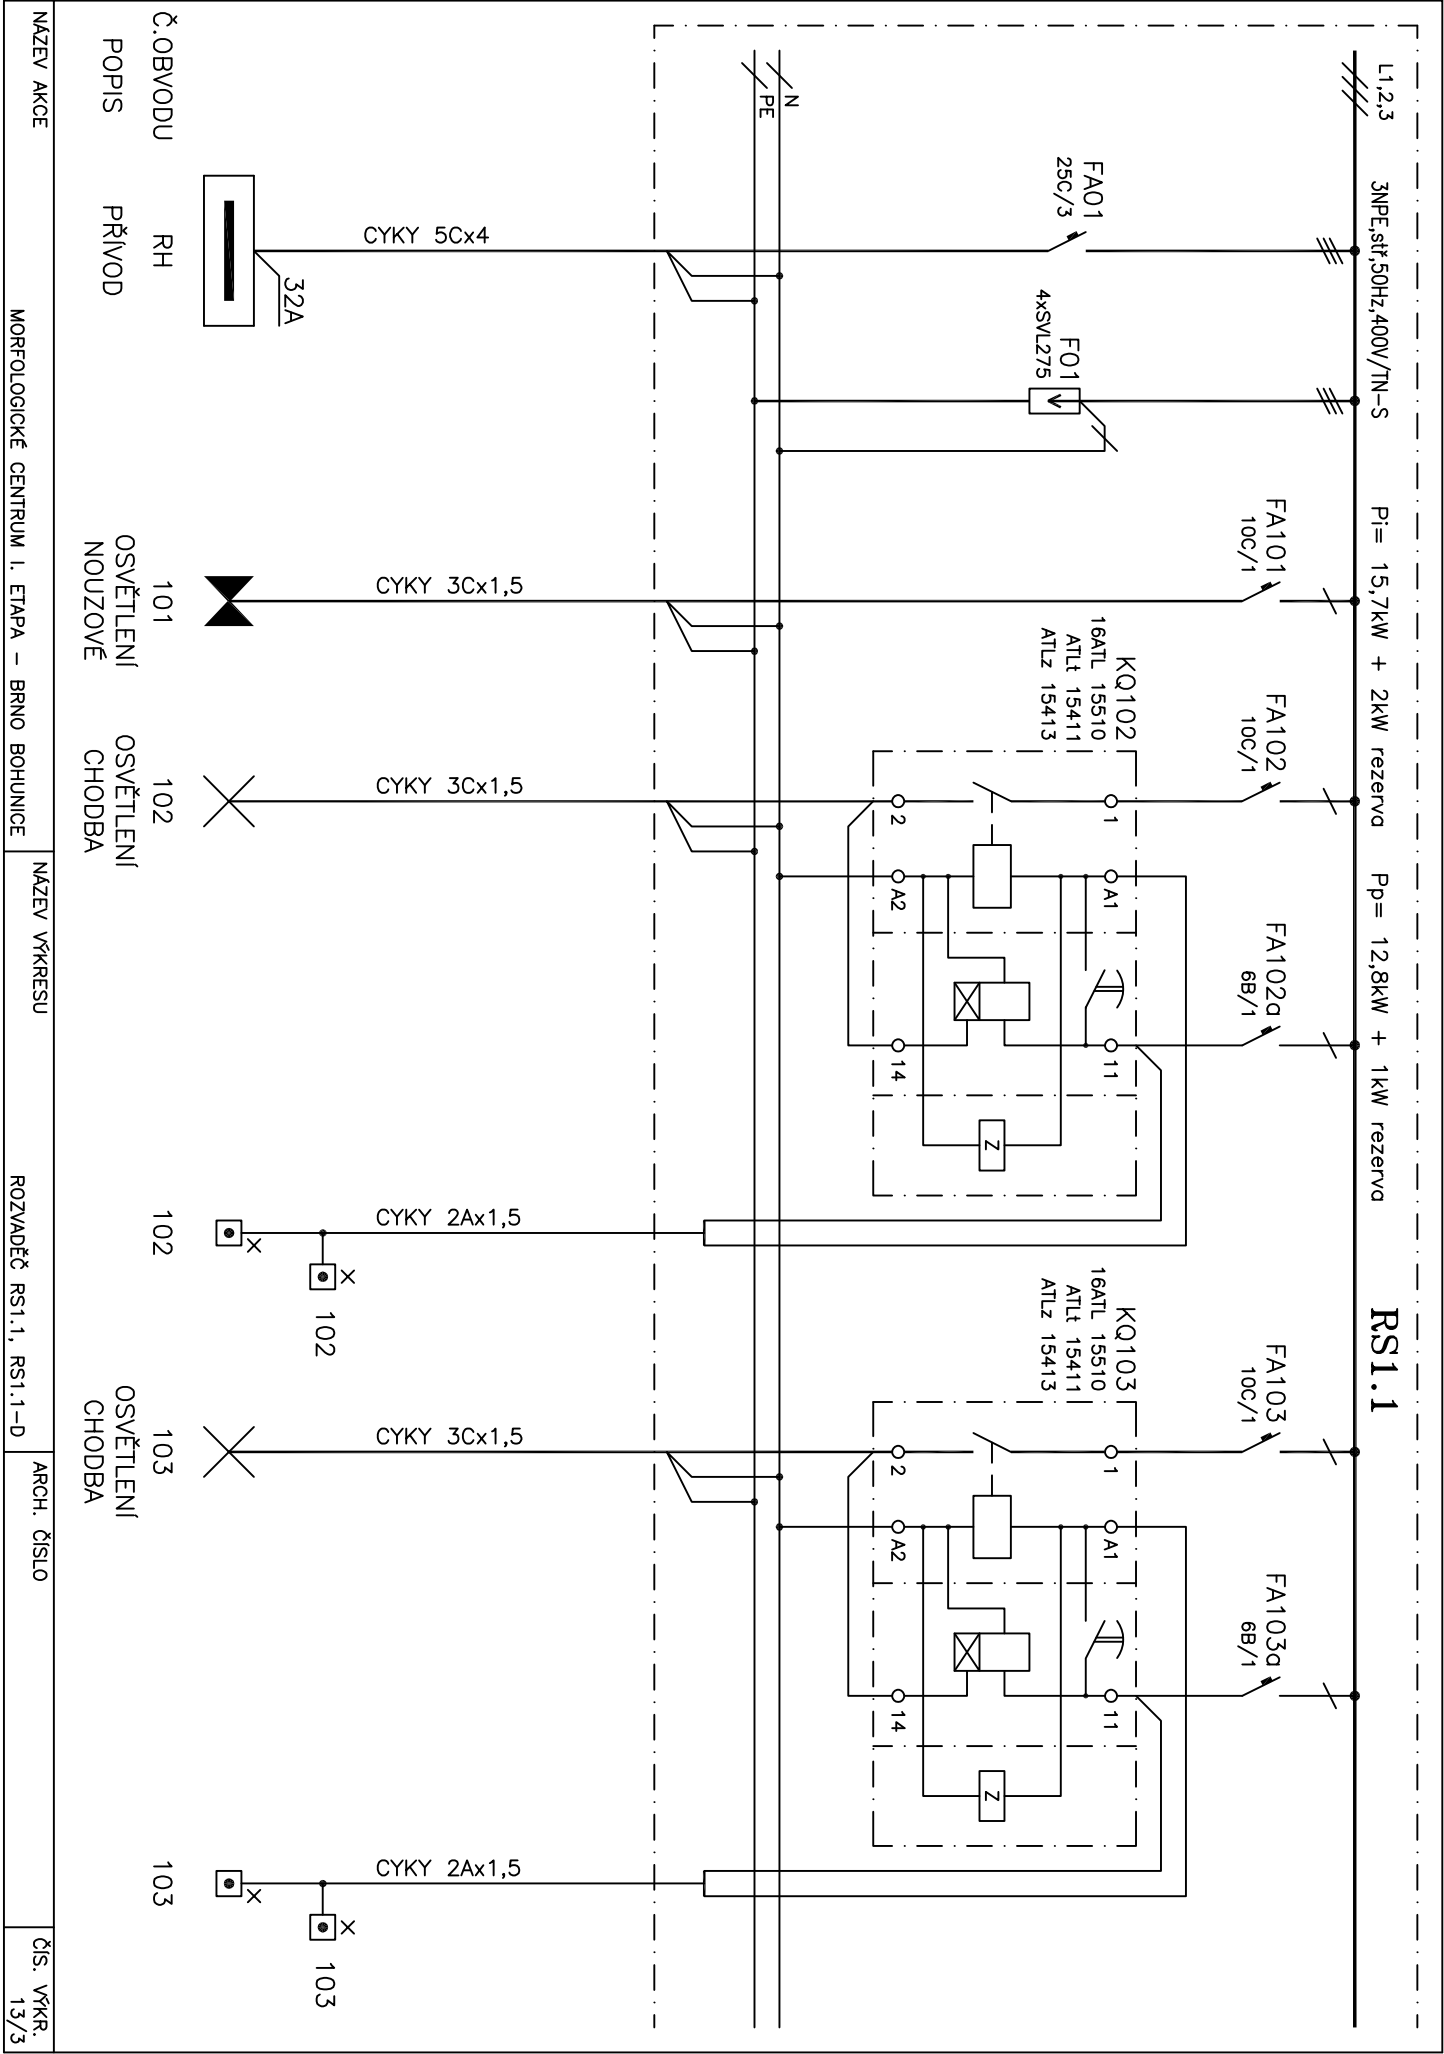 L1,2,3
3NPE,stř,50Hz,400V/TN-S
Pi= 15,7kW + 2kW rezerva
Pp= 12,8kW + 1kW rezerva
RS1.1
FA101
10C/1
FA102
10C/1
FA102a
6B/1
FA103
10C/1
FA103a
6B/1
FA01
25C/3
F01
4xSVL275
KQ102
16ATL 15510
ATLt 15411
ATLz 15413
1
A1
11
2
A2
14
Z
KQ103
16ATL 15510
ATLt 15411
ATLz 15413
1
A1
11
2
A2
14
Z
N
PE
CYKY 5Cx4
CYKY 3Cx1,5
CYKY 3Cx1,5
CYKY 2Ax1,5
CYKY 3Cx1,5
CYKY 2Ax1,5
32A
x
x
102
x
x
103
Č.OBVODU
RH
101
102
102
103
103
POPIS
PŘÍVOD
OSVĚTLENÍ
NOUZOVÉ
OSVĚTLENÍ
CHODBA
OSVĚTLENÍ
CHODBA
NÁZEV AKCE
MORFOLOGICKÉ CENTRUM I. ETAPA - BRNO BOHUNICE
NÁZEV VÝKRESU
ROZVADĚČ RS1.1, RS1.1-D
ARCH. ČÍSLO
ČÍS. VÝKR.
13/3